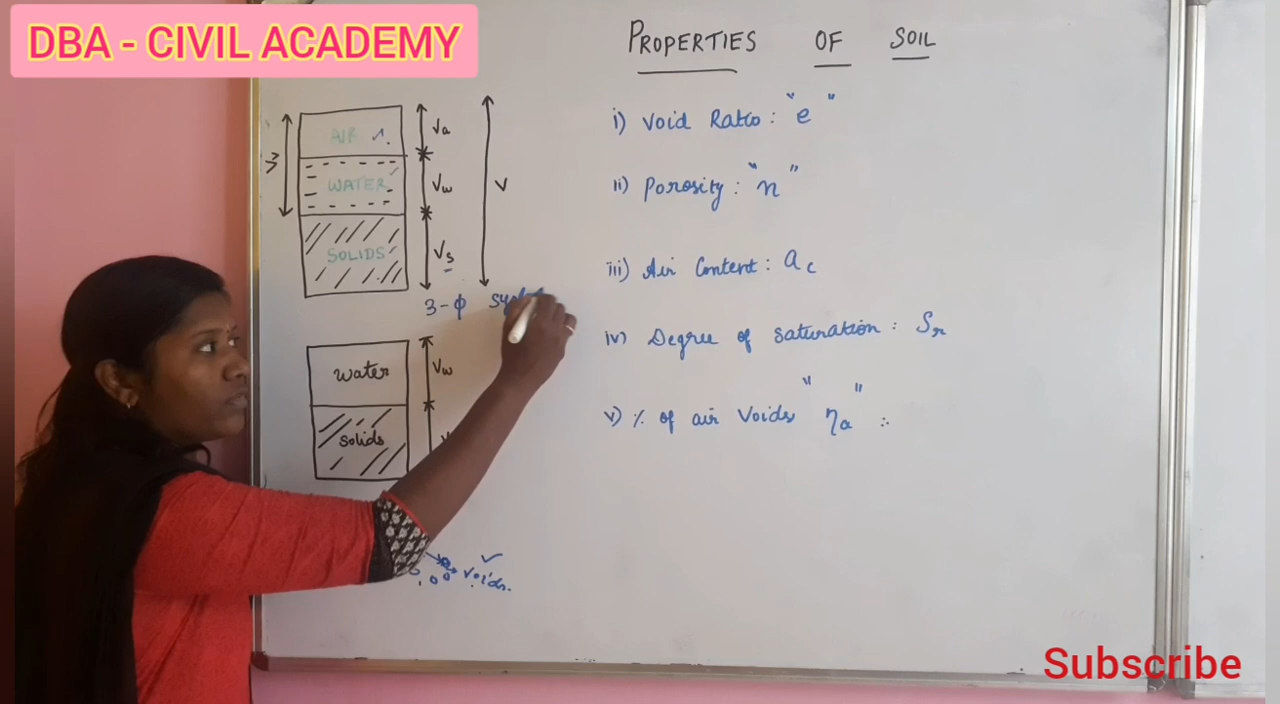 DBA - CIVIL ACADEMY
PROPERTIES OF SOIL
AIR
Va
WATER
Vw
V
SOLIDS
Vs
3-ϕ
Water
Vw
Solids
voids.
i) Void Ratio : "e"
ii) Porosity : "n"
iii) Air Content : ac
iv) Degree of saturation : Sr
v) % of air Voids "ηa" :
Subscribe